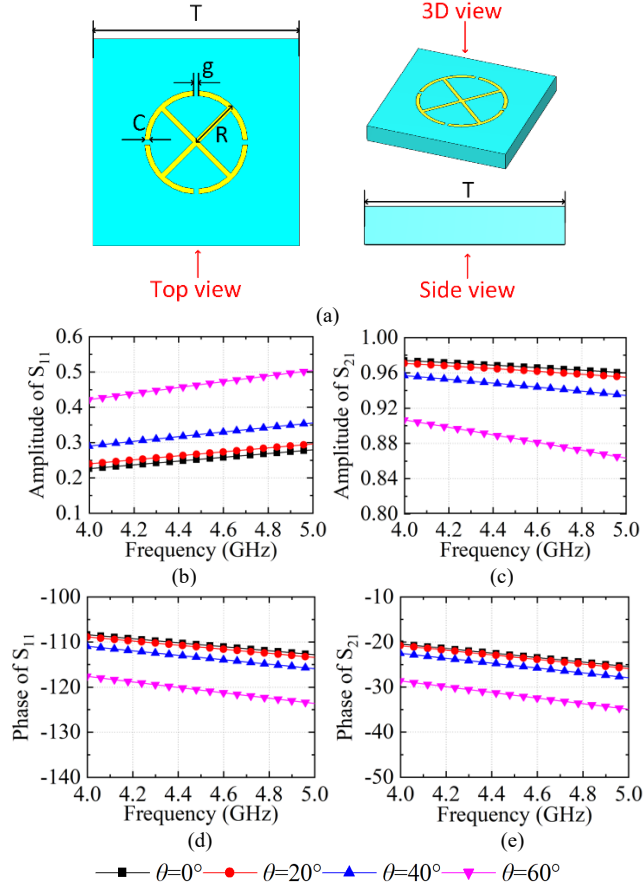 T
g
C
R
Top view
3D view
T
Side view
(a)
Amplitude of S11
0.6
0.5
0.4
0.3
0.2
0.1
4.0 4.2 4.4 4.6 4.8 5.0
Frequency (GHz)
(b)
Amplitude of S21
1.00
0.96
0.92
0.88
0.84
0.80
4.0 4.2 4.4 4.6 4.8 5.0
Frequency (GHz)
(c)
Phase of S11
-100
-110
-120
-130
-140
4.0 4.2 4.4 4.6 4.8 5.0
Frequency (GHz)
(d)
Phase of S21
-10
-20
-30
-40
-50
4.0 4.2 4.4 4.6 4.8 5.0
Frequency (GHz)
(e)
θ=0° θ=20° θ=40° θ=60°